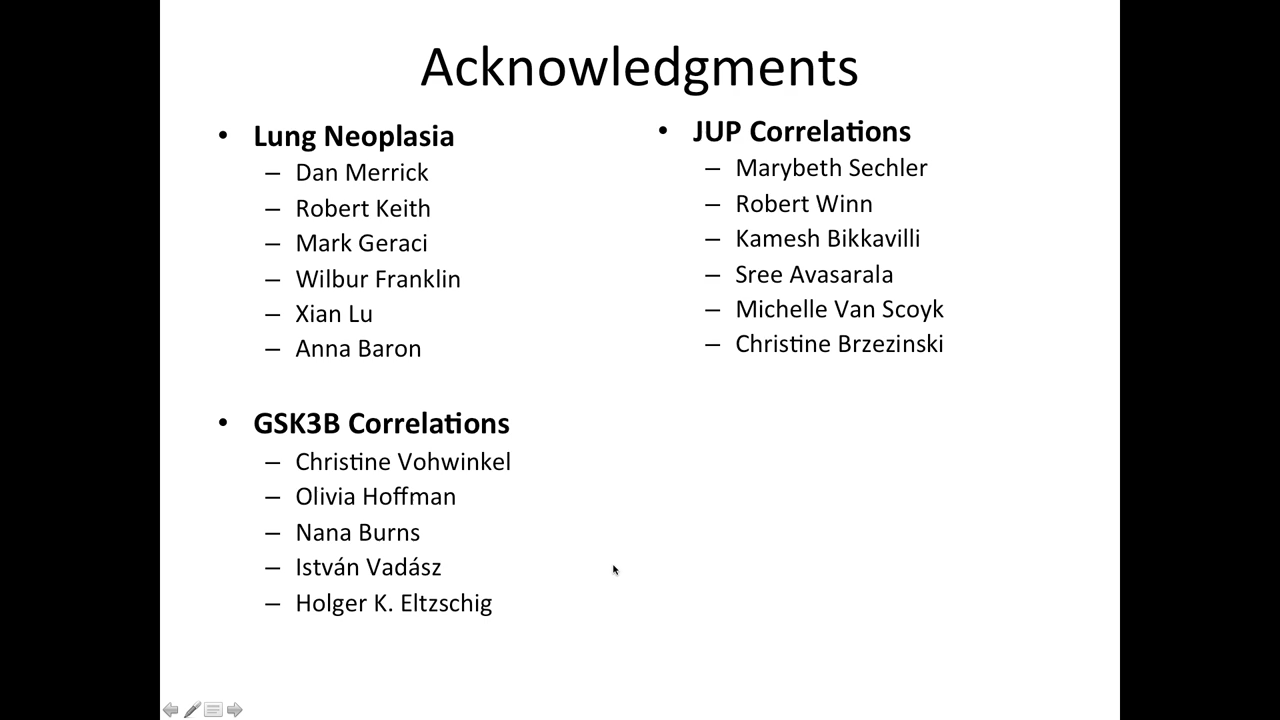 Acknowledgments
• Lung Neoplasia
– Dan Merrick
– Robert Keith
– Mark Geraci
– Wilbur Franklin
– Xian Lu
– Anna Baron
• GSK3B Correlations
– Christine Vohwinkel
– Olivia Hoffman
– Nana Burns
– István Vadász
– Holger K. Eltzschig
• JUP Correlations
– Marybeth Sechler
– Robert Winn
– Kamesh Bikkavilli
– Sree Avasarala
– Michelle Van Scoyk
– Christine Brzezinski